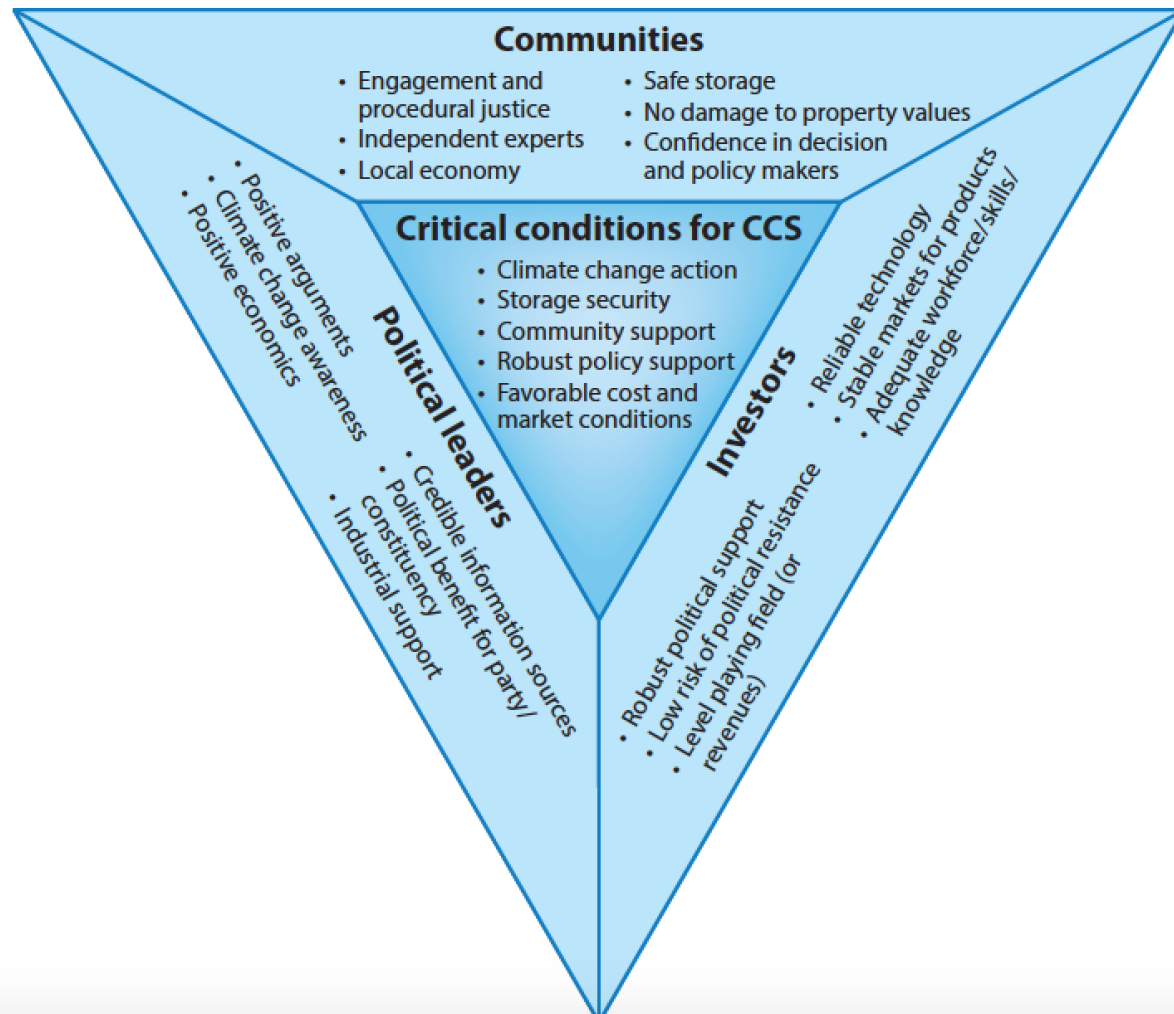 Communities
• Engagement and
procedural justice
• Independent experts
• Local economy
• Safe storage
• No damage to property values
• Confidence in decision
and policy makers
Critical conditions for CCS
• Climate change action
• Storage security
• Community support
• Robust policy support
• Favorable cost and
market conditions
Political leaders
• Positive arguments
• Climate change awareness
• Positive economics
• Credible information sources
• Political benefit for party/
constituency
• Industrial support
Investors
• Reliable technology
• Stable markets for products
• Adequate workforce/skills/
knowledge
• Robust political support
• Low risk of political resistance
• Level playing field (or
revenues)